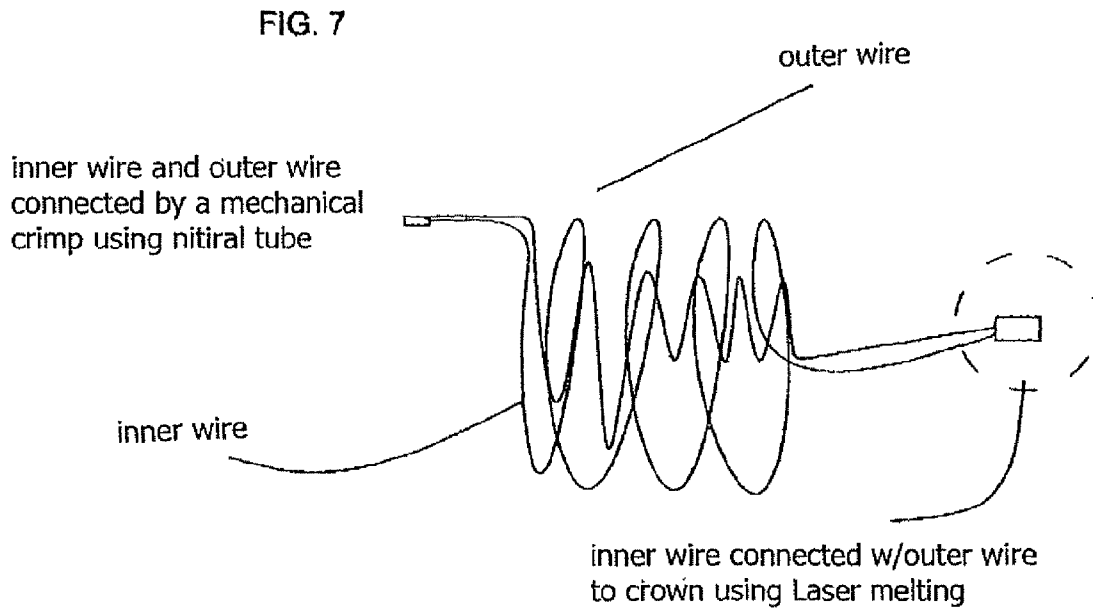 FIG. 7
outer wire
inner wire and outer wire
connected by a mechanical
crimp using nitiral tube
inner wire
inner wire connected w/outer wire
to crown using Laser melting